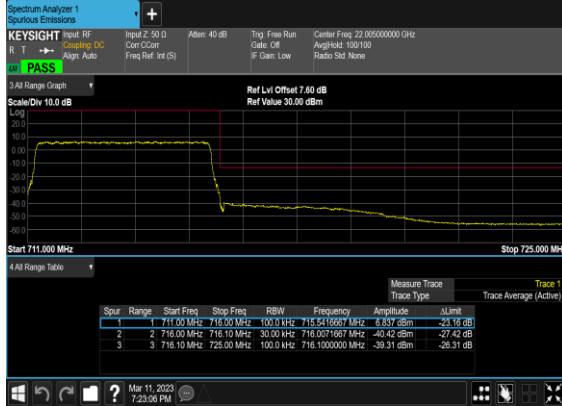 Spectrum Analyzer 1
Spurious Emissions
+
KEYSIGHT Input: RF Input Z: 50 Ω Atten: 40 dB Trig: Free Run Center Freq: 22.005000000 GHz
R T Coupling: DC Corr CCorr Gate: Off Avg|Hold: 100/100
Align: Auto Freq Ref: Int (S) IF Gain: Low Radio Std: None
PASS
3 All Range Graph
Ref Lvl Offset 7.60 dB
Scale/Div 10.0 dB Ref Value 30.00 dBm
Log
20.0
10.0
0.00
-10.0
-20.0
-30.0
-40.0
-50.0
-60.0
Start 711.000 MHz Stop 725.000 MH
4 All Range Table
Measure Trace Trace 1
Trace Type Trace Average (Active)
Spur Range Start Freq Stop Freq RBW Frequency Amplitude ΔLimit
1 1 711.00 MHz 716.00 MHz 100.0 kHz 715.5416667 MHz 6.837 dBm -23.16 dB
2 2 716.00 MHz 716.10 MHz 30.00 kHz 716.0071667 MHz -40.42 dBm -27.42 dB
3 3 716.10 MHz 725.00 MHz 100.0 kHz 716.1000000 MHz -39.31 dBm -26.31 dB
? Mar 11, 2023
7:23:06 PM